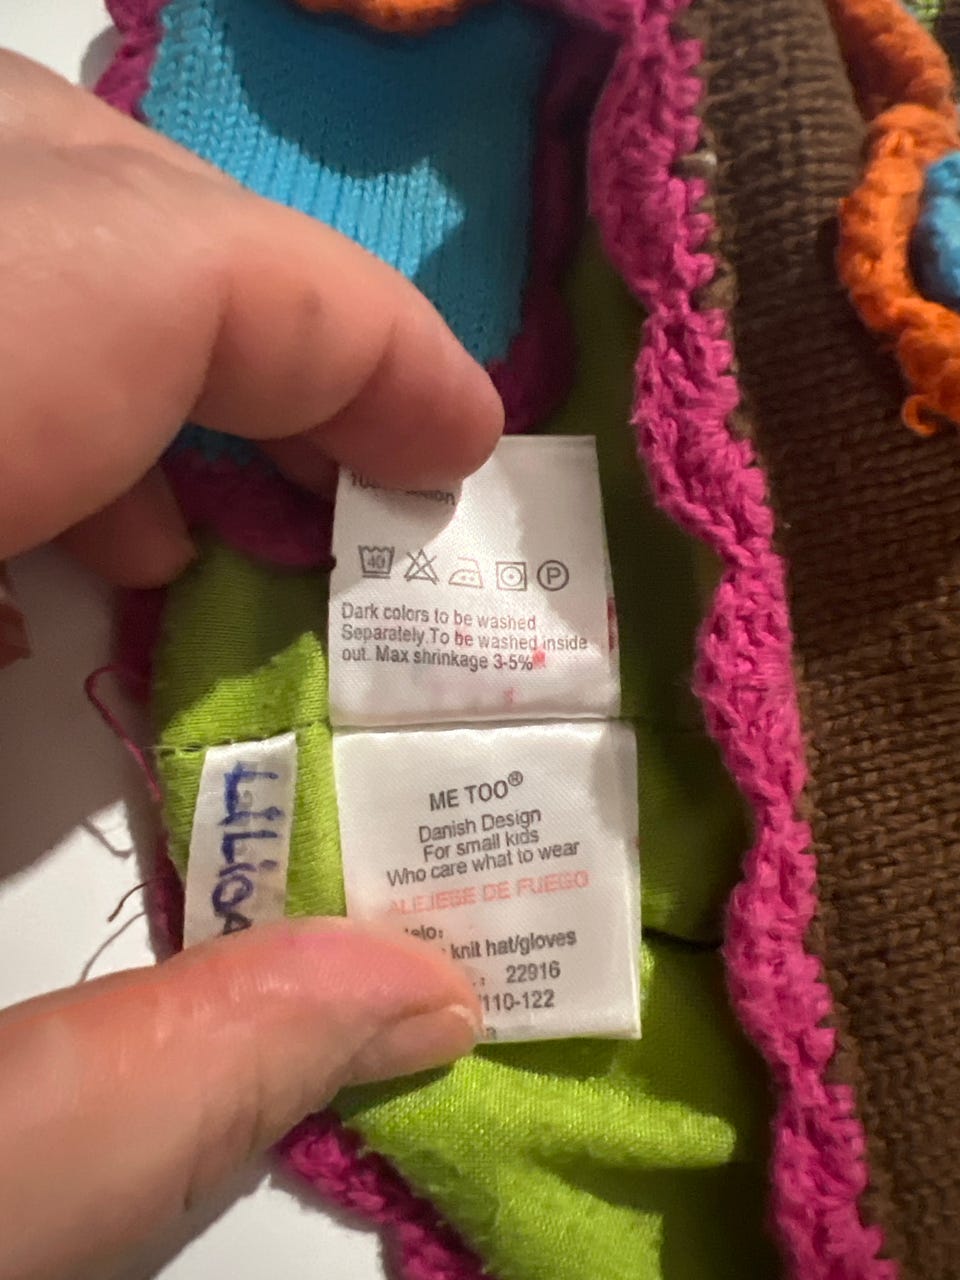 40
P
Dark colors to be washed
Separately.To be washed inside
out. Max shrinkage 3-5%
ME TOO®
Danish Design
For small kids
Who care what to wear
ALEJESE DE FUEGO
knit hat/gloves
22916
110-122